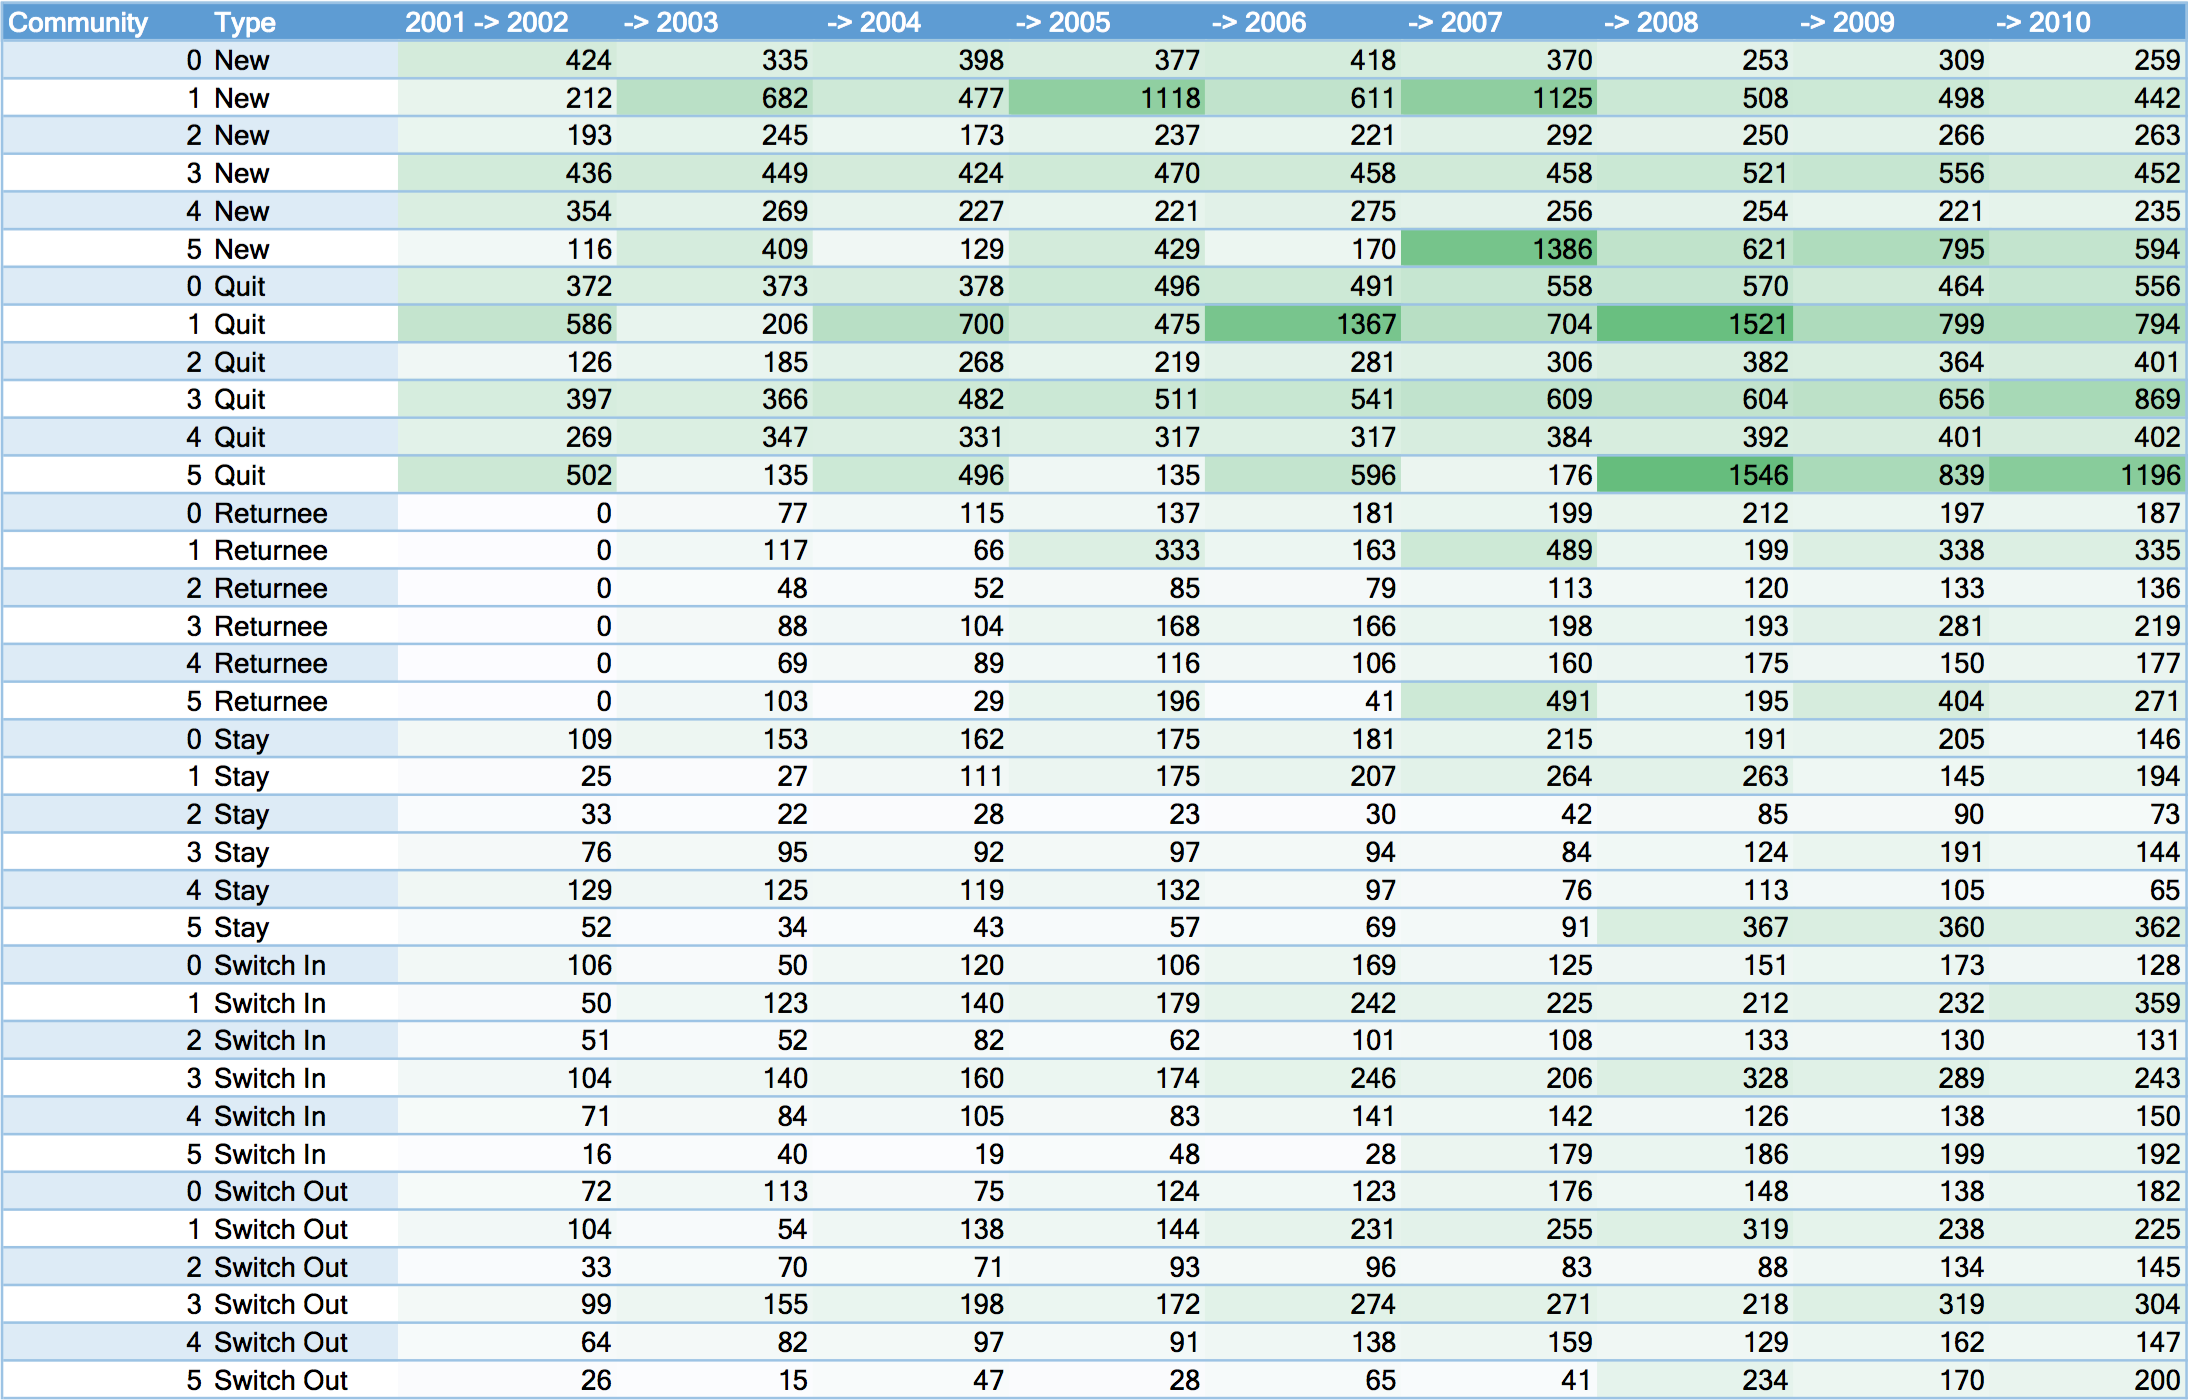 Community Type 2001 -> 2002 -> 2003 -> 2004 -> 2005 -> 2006 -> 2007 -> 2008 -> 2009 -> 2010
0 New 424 335 398 377 418 370 253 309 259
1 New 212 682 477 1118 611 1125 508 498 442
2 New 193 245 173 237 221 292 250 266 263
3 New 436 449 424 470 458 458 521 556 452
4 New 354 269 227 221 275 256 254 221 235
5 New 116 409 129 429 170 1386 621 795 594
0 Quit 372 373 378 496 491 558 570 464 556
1 Quit 586 206 700 475 1367 704 1521 799 794
2 Quit 126 185 268 219 281 306 382 364 401
3 Quit 397 366 482 511 541 609 604 656 869
4 Quit 269 347 331 317 317 384 392 401 402
5 Quit 502 135 496 135 596 176 1546 839 1196
0 Returnee 0 77 115 137 181 199 212 197 187
1 Returnee 0 117 66 333 163 489 199 338 335
2 Returnee 0 48 52 85 79 113 120 133 136
3 Returnee 0 88 104 168 166 198 193 281 219
4 Returnee 0 69 89 116 106 160 175 150 177
5 Returnee 0 103 29 196 41 491 195 404 271
0 Stay 109 153 162 175 181 215 191 205 146
1 Stay 25 27 111 175 207 264 263 145 194
2 Stay 33 22 28 23 30 42 85 90 73
3 Stay 76 95 92 97 94 84 124 191 144
4 Stay 129 125 119 132 97 76 113 105 65
5 Stay 52 34 43 57 69 91 367 360 362
0 Switch In 106 50 120 106 169 125 151 173 128
1 Switch In 50 123 140 179 242 225 212 232 359
2 Switch In 51 52 82 62 101 108 133 130 131
3 Switch In 104 140 160 174 246 206 328 289 243
4 Switch In 71 84 105 83 141 142 126 138 150
5 Switch In 16 40 19 48 28 179 186 199 192
0 Switch Out 72 113 75 124 123 176 148 138 182
1 Switch Out 104 54 138 144 231 255 319 238 225
2 Switch Out 33 70 71 93 96 83 88 134 145
3 Switch Out 99 155 198 172 274 271 218 319 304
4 Switch Out 64 82 97 91 138 159 129 162 147
5 Switch Out 26 15 47 28 65 41 234 170 200